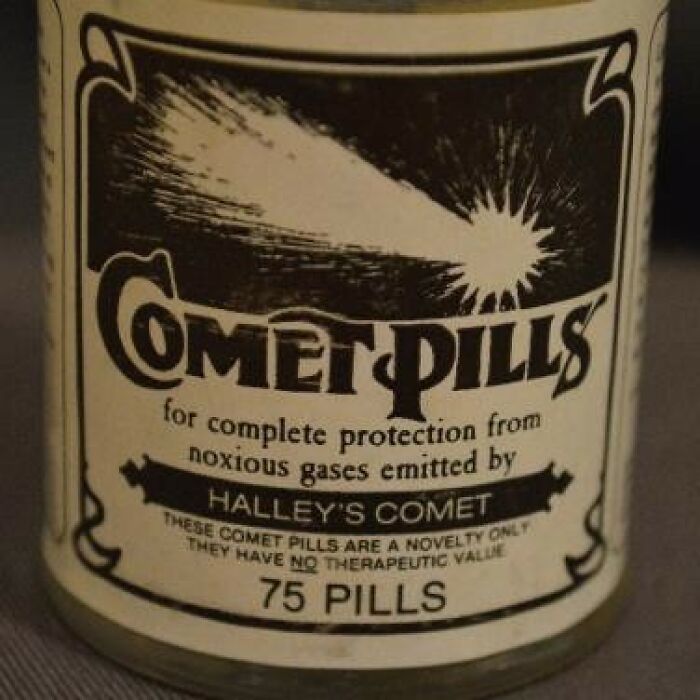 COMET PILLS
for complete protection from
noxious gases emitted by
HALLEY'S COMET
THESE COMET PILLS ARE A NOVELTY ONLY
THEY HAVE NO THERAPEUTIC VALUE
75 PILLS